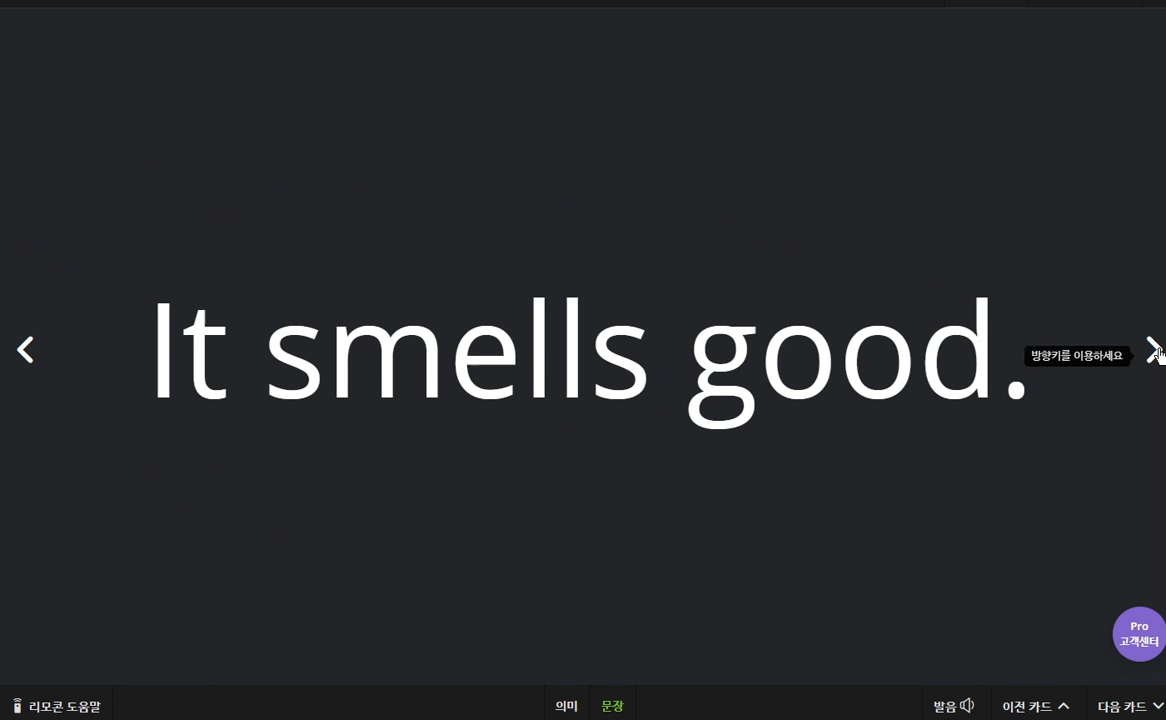 It smells good.
방향키를 이용하세요
Pro
고객센터
리모콘 도움말
의미
문장
발음
이전 카드
다음 카드